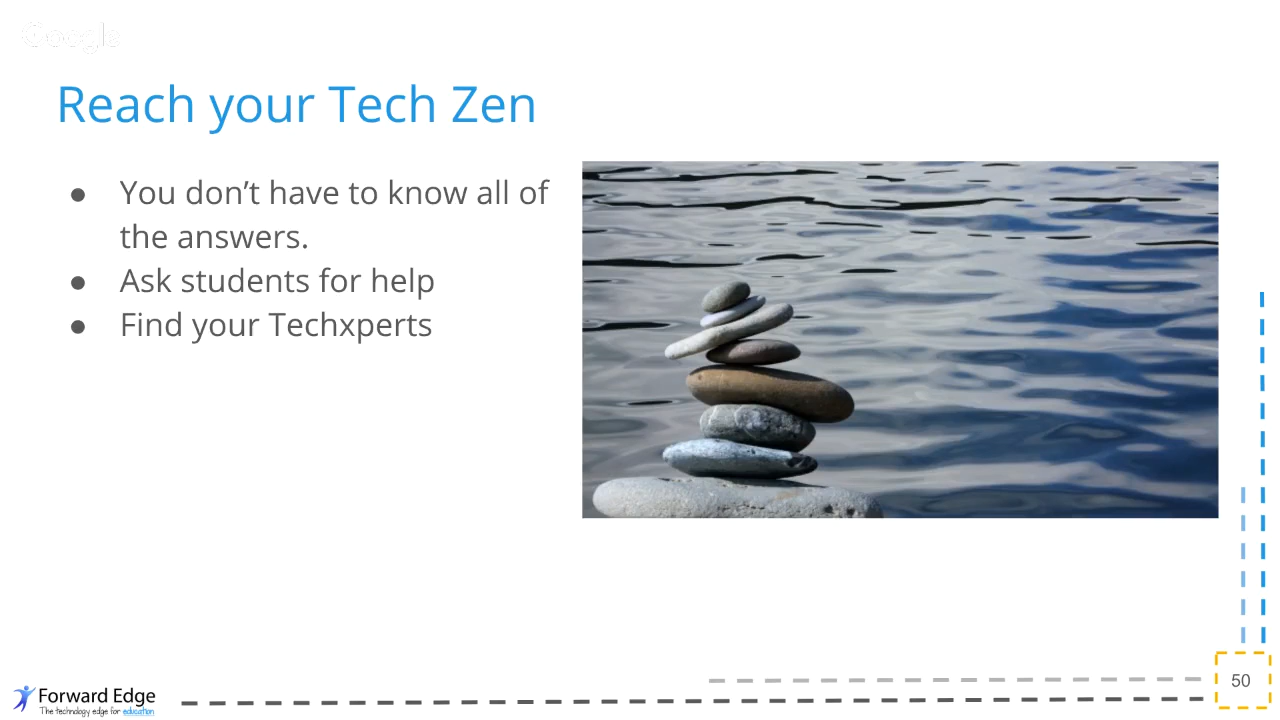 Google
Reach your Tech Zen
● You don’t have to know all of
the answers.
● Ask students for help
● Find your Techxperts
50
Forward Edge
The technology edge for education